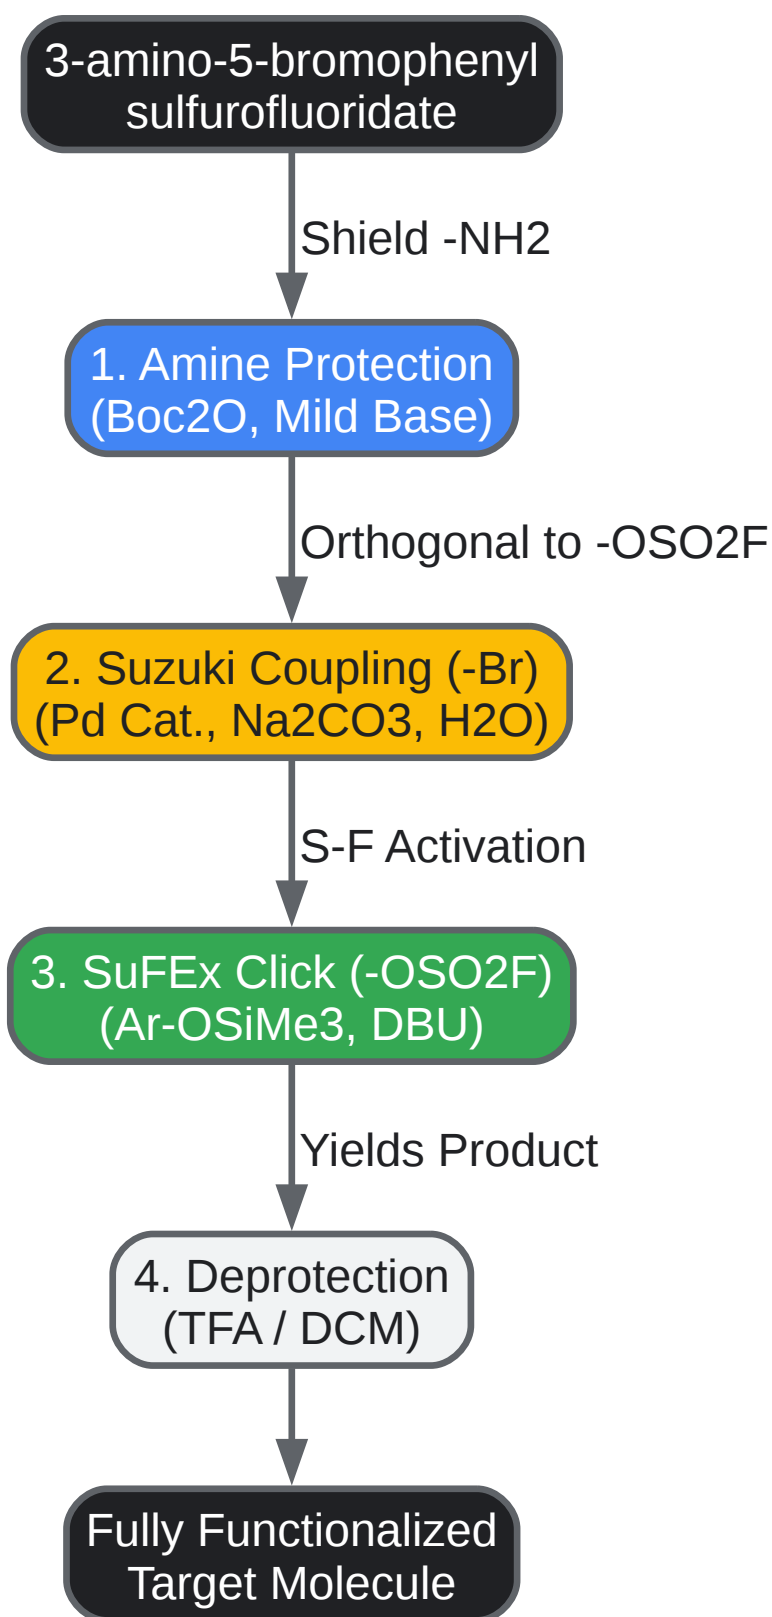 3-amino-5-bromophenyl
sulfurofluoridate
Shield -NH2
1. Amine Protection
(Boc2O, Mild Base)
Orthogonal to -OSO2F
2. Suzuki Coupling (-Br)
(Pd Cat., Na2CO3, H2O)
S-F Activation
3. SuFEx Click (-OSO2F)
(Ar-OSiMe3, DBU)
Yields Product
4. Deprotection
(TFA / DCM)
Fully Functionalized
Target Molecule